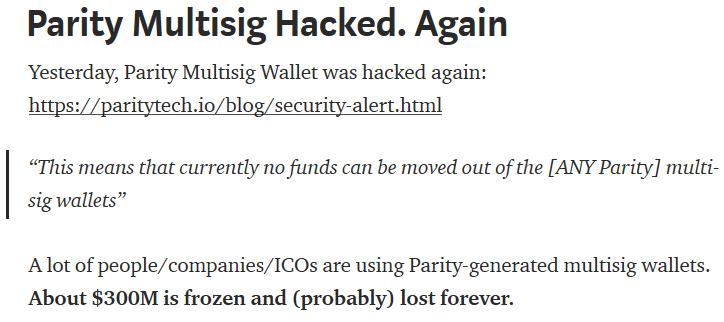 Parity Multisig Hacked. Again
Yesterday, Parity Multisig Wallet was hacked again:
https://paritytech.io/blog/security-alert.html
“This means that currently no funds can be moved out of the [ANY Parity] multi-
sig wallets”
A lot of people/companies/ICOs are using Parity-generated multisig wallets.
About $300M is frozen and (probably) lost forever.